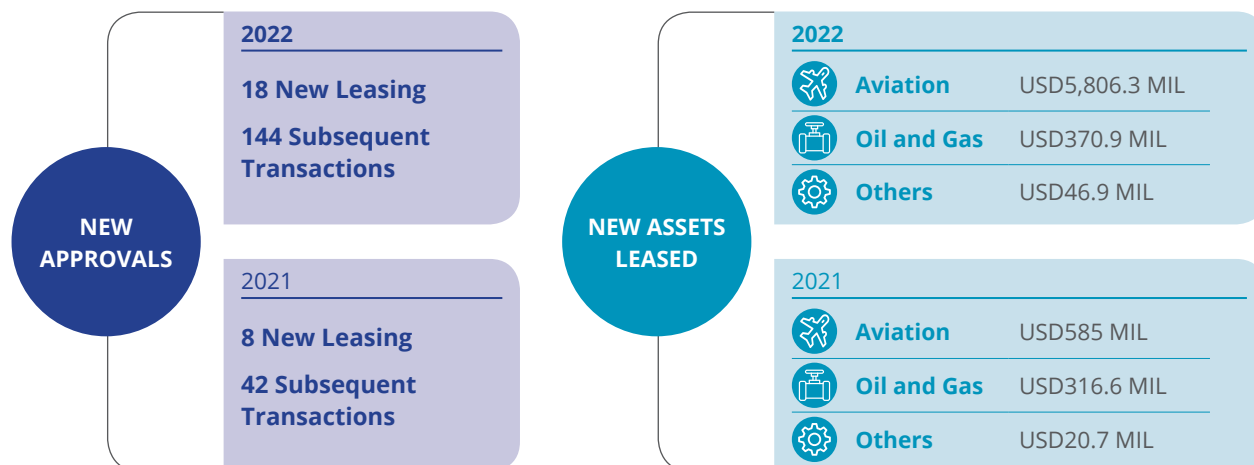 NEW
APPROVALS
2022
18 New Leasing
144 Subsequent
Transactions
2021
8 New Leasing
42 Subsequent
Transactions
NEW ASSETS
LEASED
2022
Aviation USD5,806.3 MIL
Oil and Gas USD370.9 MIL
Others USD46.9 MIL
2021
Aviation USD585 MIL
Oil and Gas USD316.6 MIL
Others USD20.7 MIL